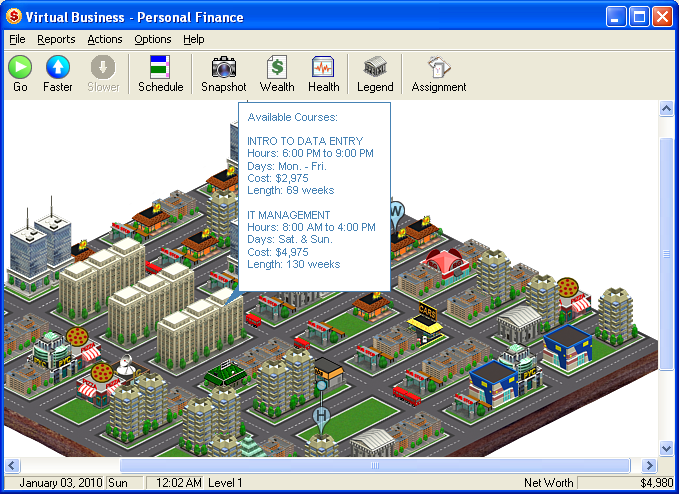 Virtual Business - Personal Finance
File Reports Actions Options Help
Go Faster Slower Schedule Snapshot Wealth Health Legend Assignment
Available Courses:
INTRO TO DATA ENTRY
Hours: 6:00 PM to 9:00 PM
Days: Mon. - Fri.
Cost: $2,975
Length: 69 weeks
IT MANAGEMENT
Hours: 8:00 AM to 4:00 PM
Days: Sat. & Sun.
Cost: $4,975
Length: 130 weeks
W
CARS
H
January 03, 2010 Sun 12:02 AM Level 1 Net Worth $4,980